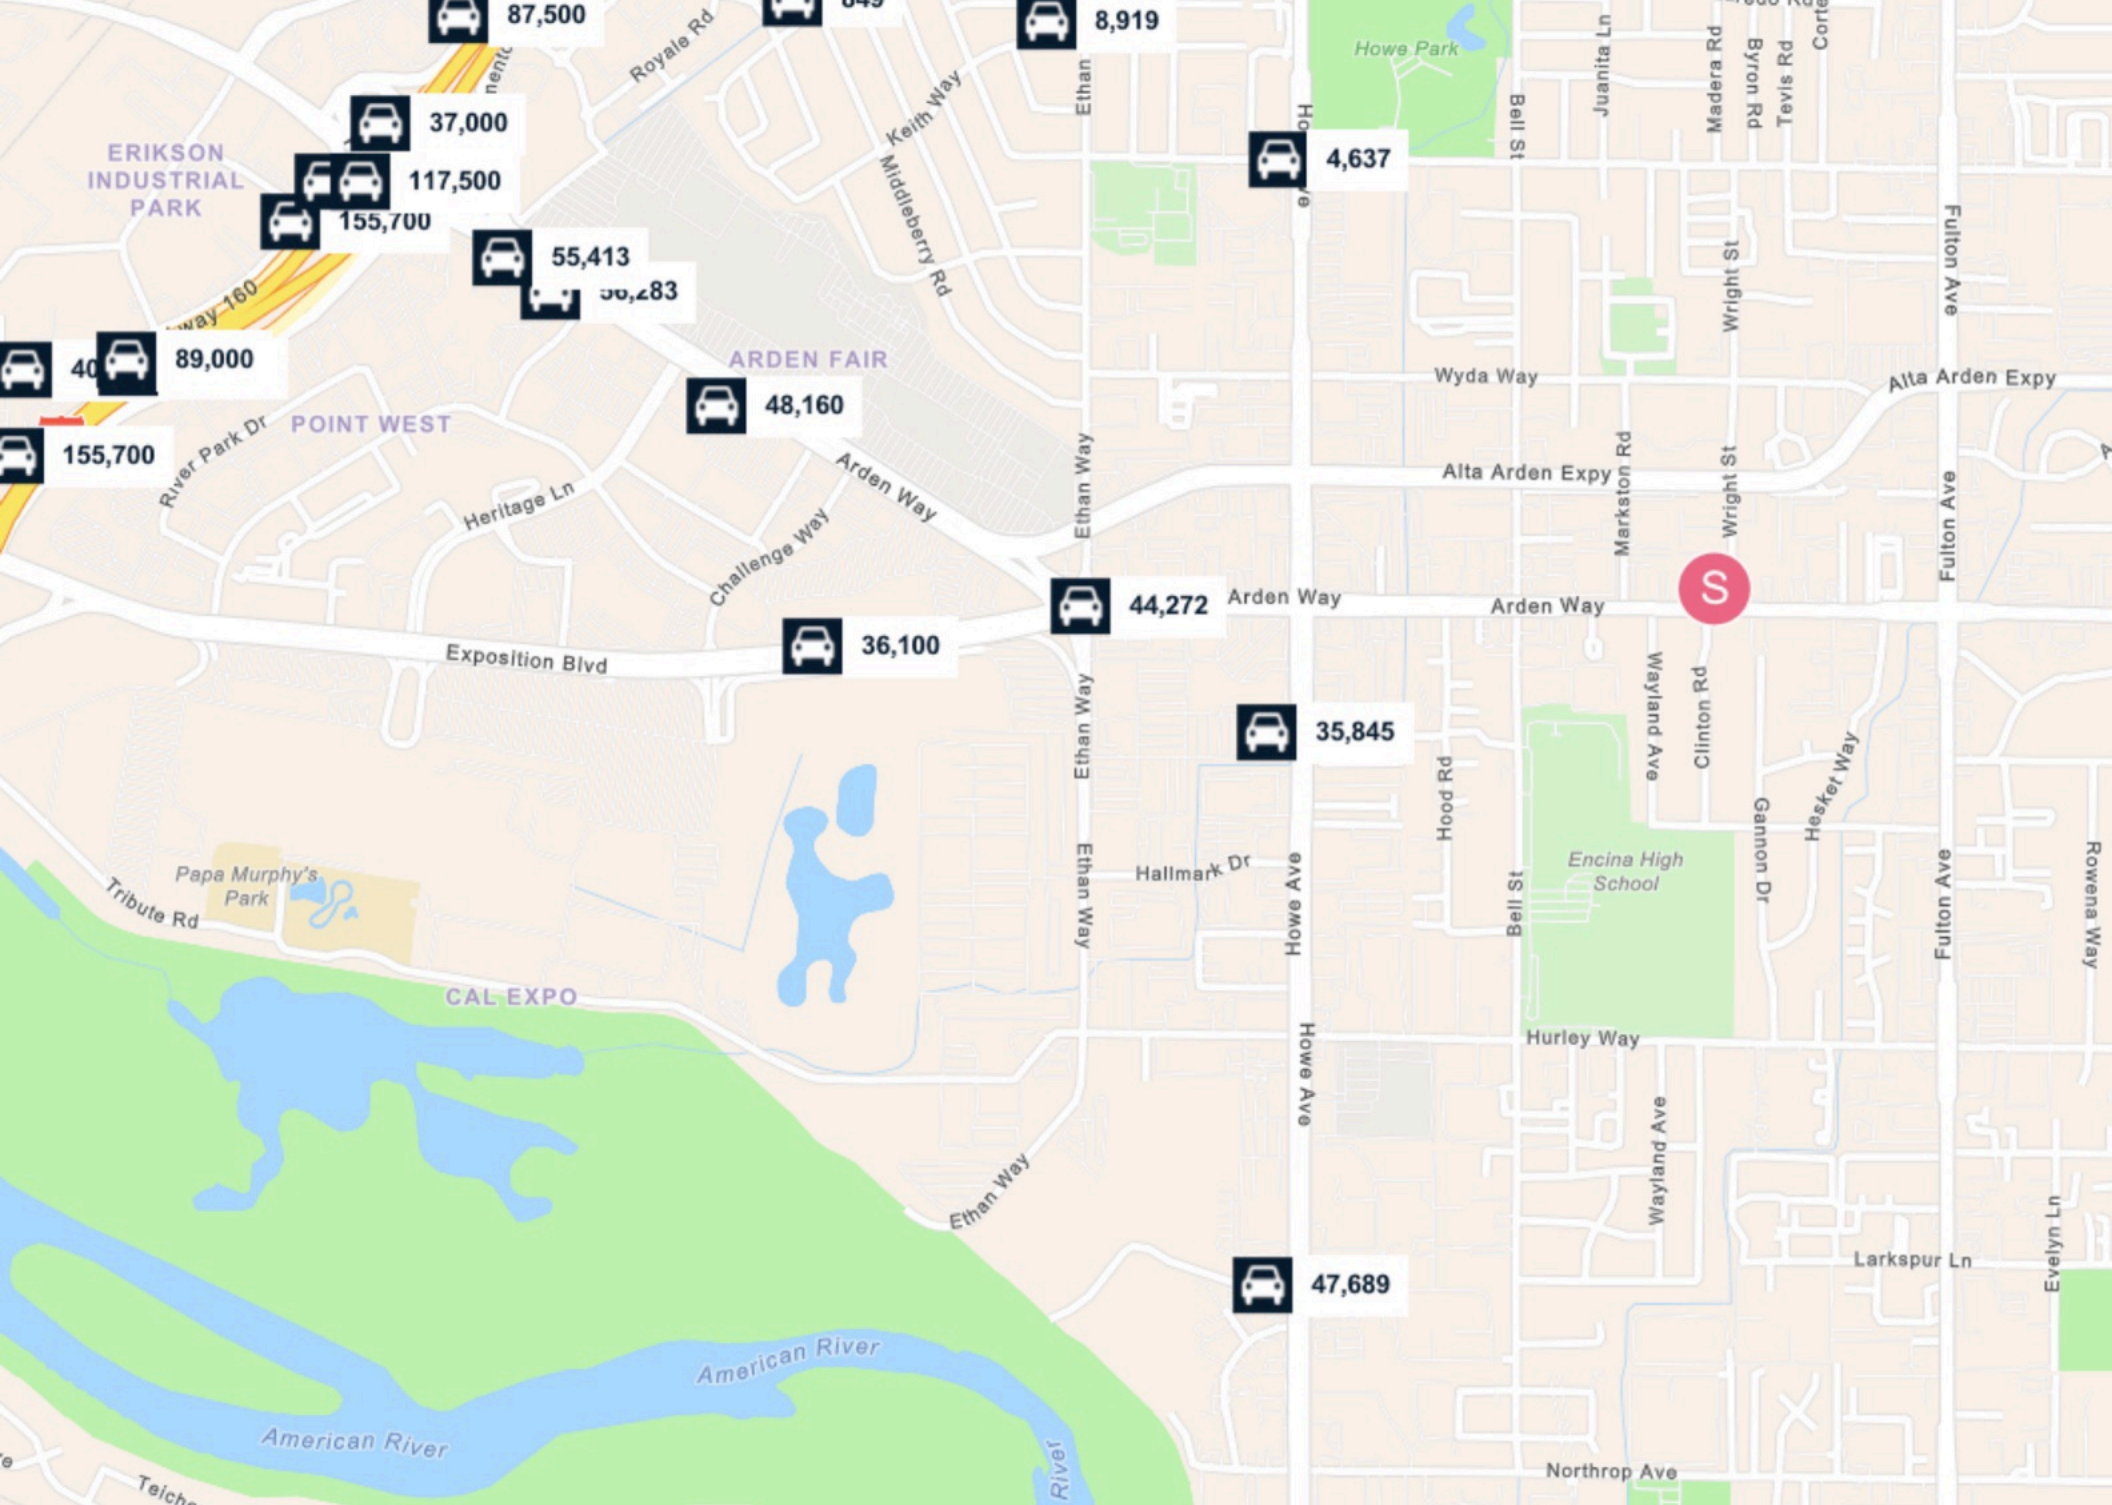 87,500
849
8,919
Howe Park
Royale Rd
Keith Way
Ethan
Bell St
Juanita Ln
Madera Rd
Byron Rd
Tevis Rd
37,000
ERIKSON
INDUSTRIAL
PARK
117,500
155,700
4,637
Middleberry Rd
55,413
56,283
Fulton Ave
Wright St
89,000
40
ARDEN FAIR
Wyda Way
Alta Arden Expy
48,160
POINT WEST
River Park Dr
155,700
Heritage Ln
Arden Way
Challenge Way
Ethan Way
Alta Arden Expy
Markston Rd
Wright St
Fulton Ave
S
44,272
Arden Way
Arden Way
36,100
Exposition Blvd
35,845
Ethan Way
Wayland Ave
Clinton Rd
Hood Rd
Hesket Way
Gannon Dr
Ethan Way
Hallmark Dr
Howe Ave
Bell St
Encina High
School
Fulton Ave
Rowena Way
Papa Murphy's
Park
Tribute Rd
CAL EXPO
Howe Ave
Hurley Way
Wayland Ave
Ethan Way
Evelyn Ln
Larkspur Ln
47,689
American River
American River
River
Northrop Ave